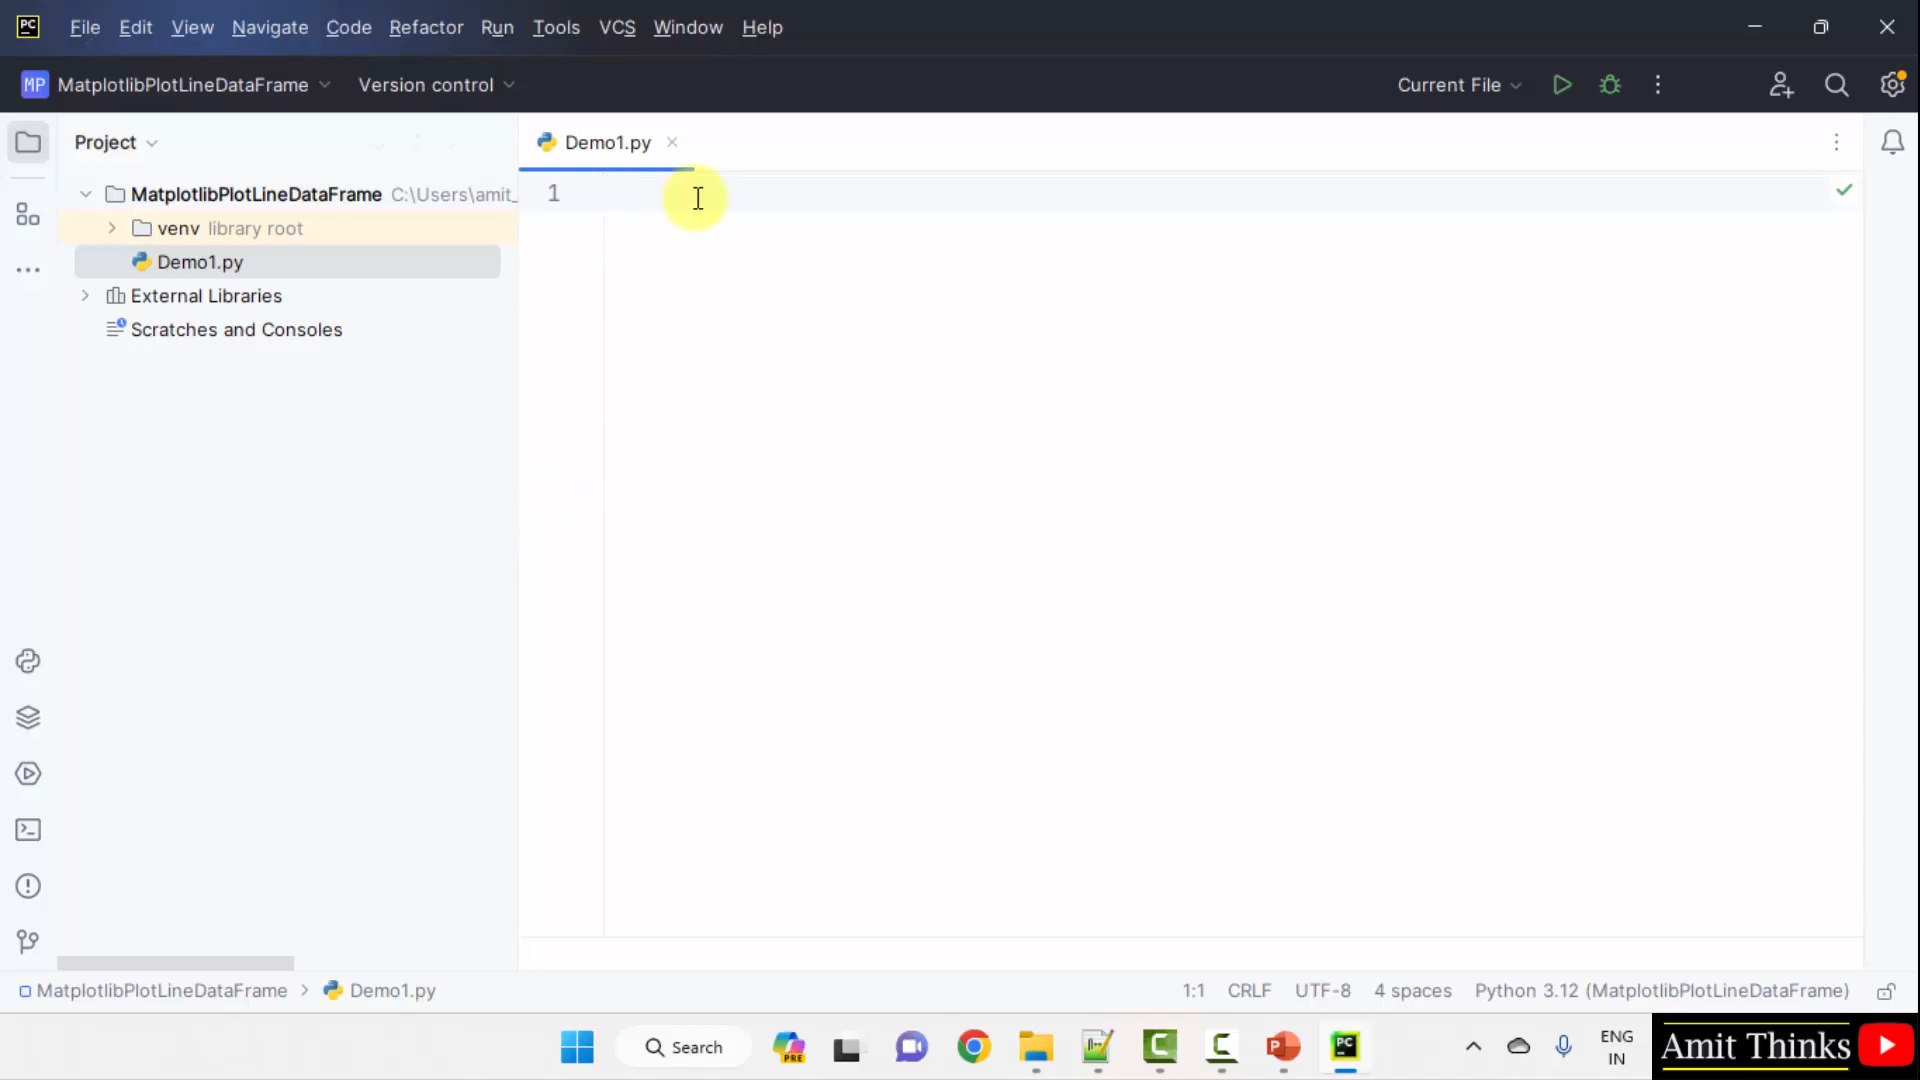 PC File Edit View Navigate Code Refactor Run Tools VCS Window Help
MP MatplotlibPlotLineDataFrame Version control Current File
Project
Demo1.py
MatplotlibPlotLineDataFrame C:\Users\amit_
1
venv library root
Demo1.py
External Libraries
Scratches and Consoles
MatplotlibPlotLineDataFrame > Demo1.py 1:1 CRLF UTF-8 4 spaces Python 3.12 (MatplotlibPlotLineDataFrame)
Search PRE PC ENG
IN
Amit Thinks